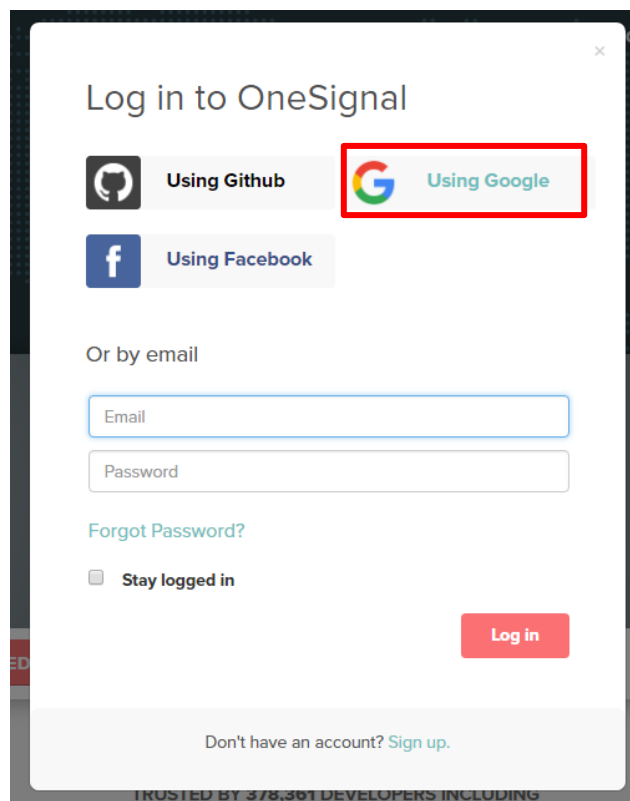 ×
Log in to OneSignal
Using Github
Using Google
f
Using Facebook
Or by email
Email
Password
Forgot Password?
Stay logged in
Log in
ED
Don't have an account? Sign up.
TRUSTED BY 378,361 DEVELOPERS INCLUDING